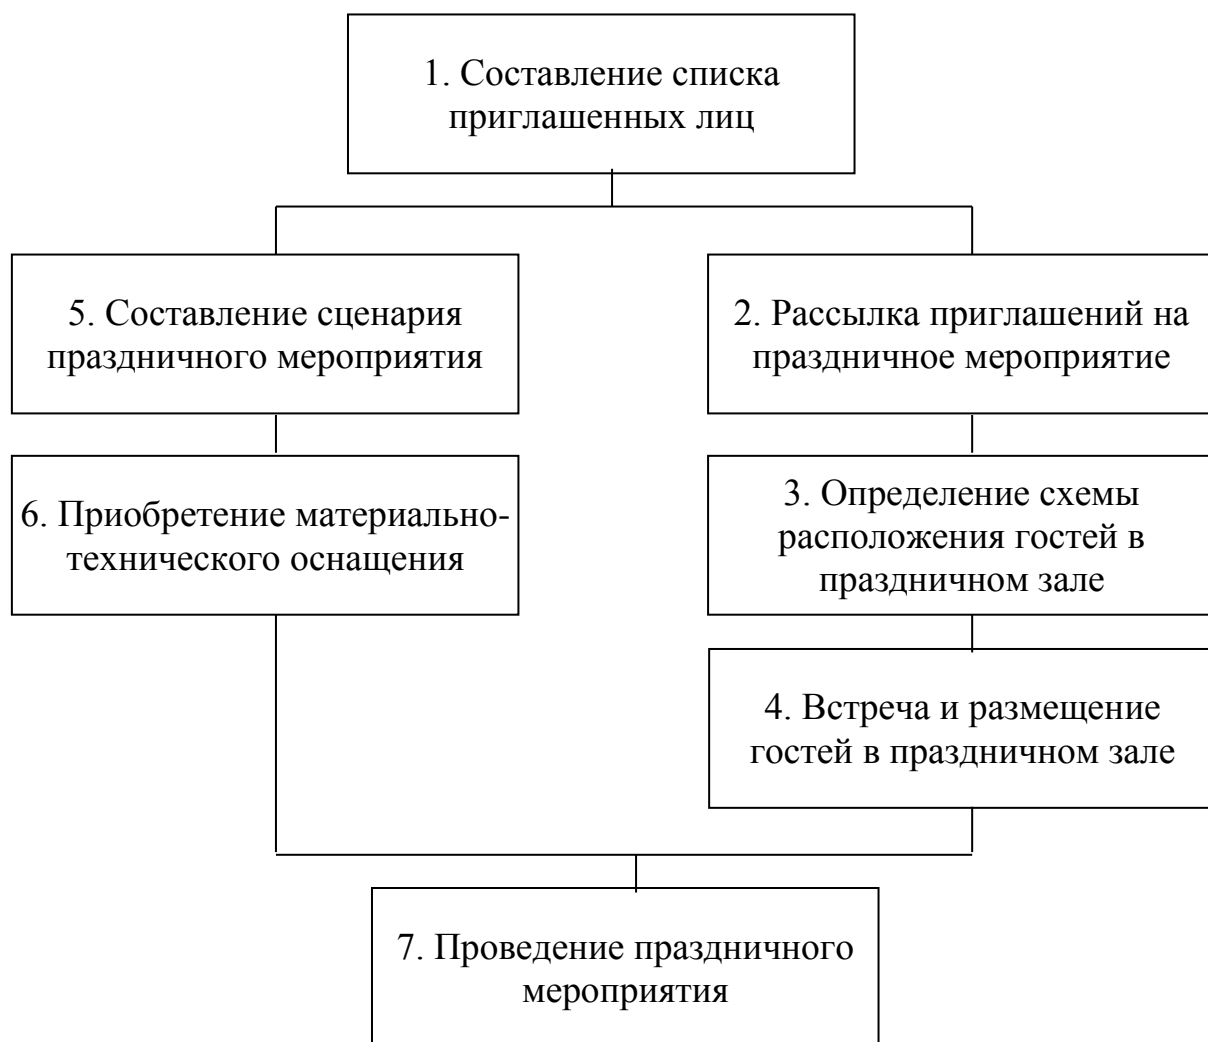 1. Составление списка
приглашенных лиц
5. Составление сценария
праздничного мероприятия
2. Рассылка приглашений на
праздничное мероприятие
6. Приобретение материально-
технического оснащения
3. Определение схемы
расположения гостей в
праздничном зале
4. Встреча и размещение
гостей в праздничном зале
7. Проведение праздничного
мероприятия